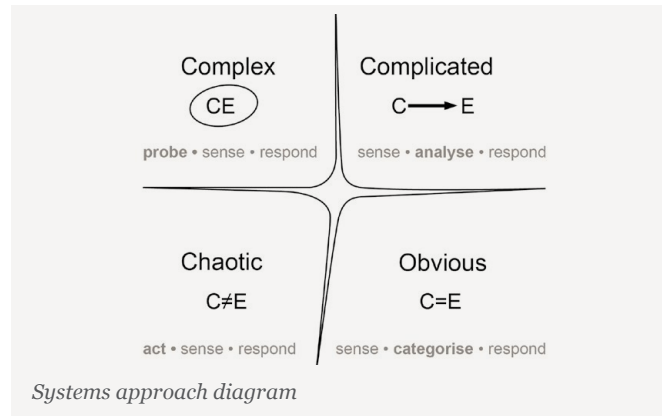 Complex
CE
probe • sense • respond
Complicated
C → E
sense • analyse • respond
Chaotic
C≠E
act • sense • respond
Obvious
C=E
sense • categorise • respond
Systems approach diagram